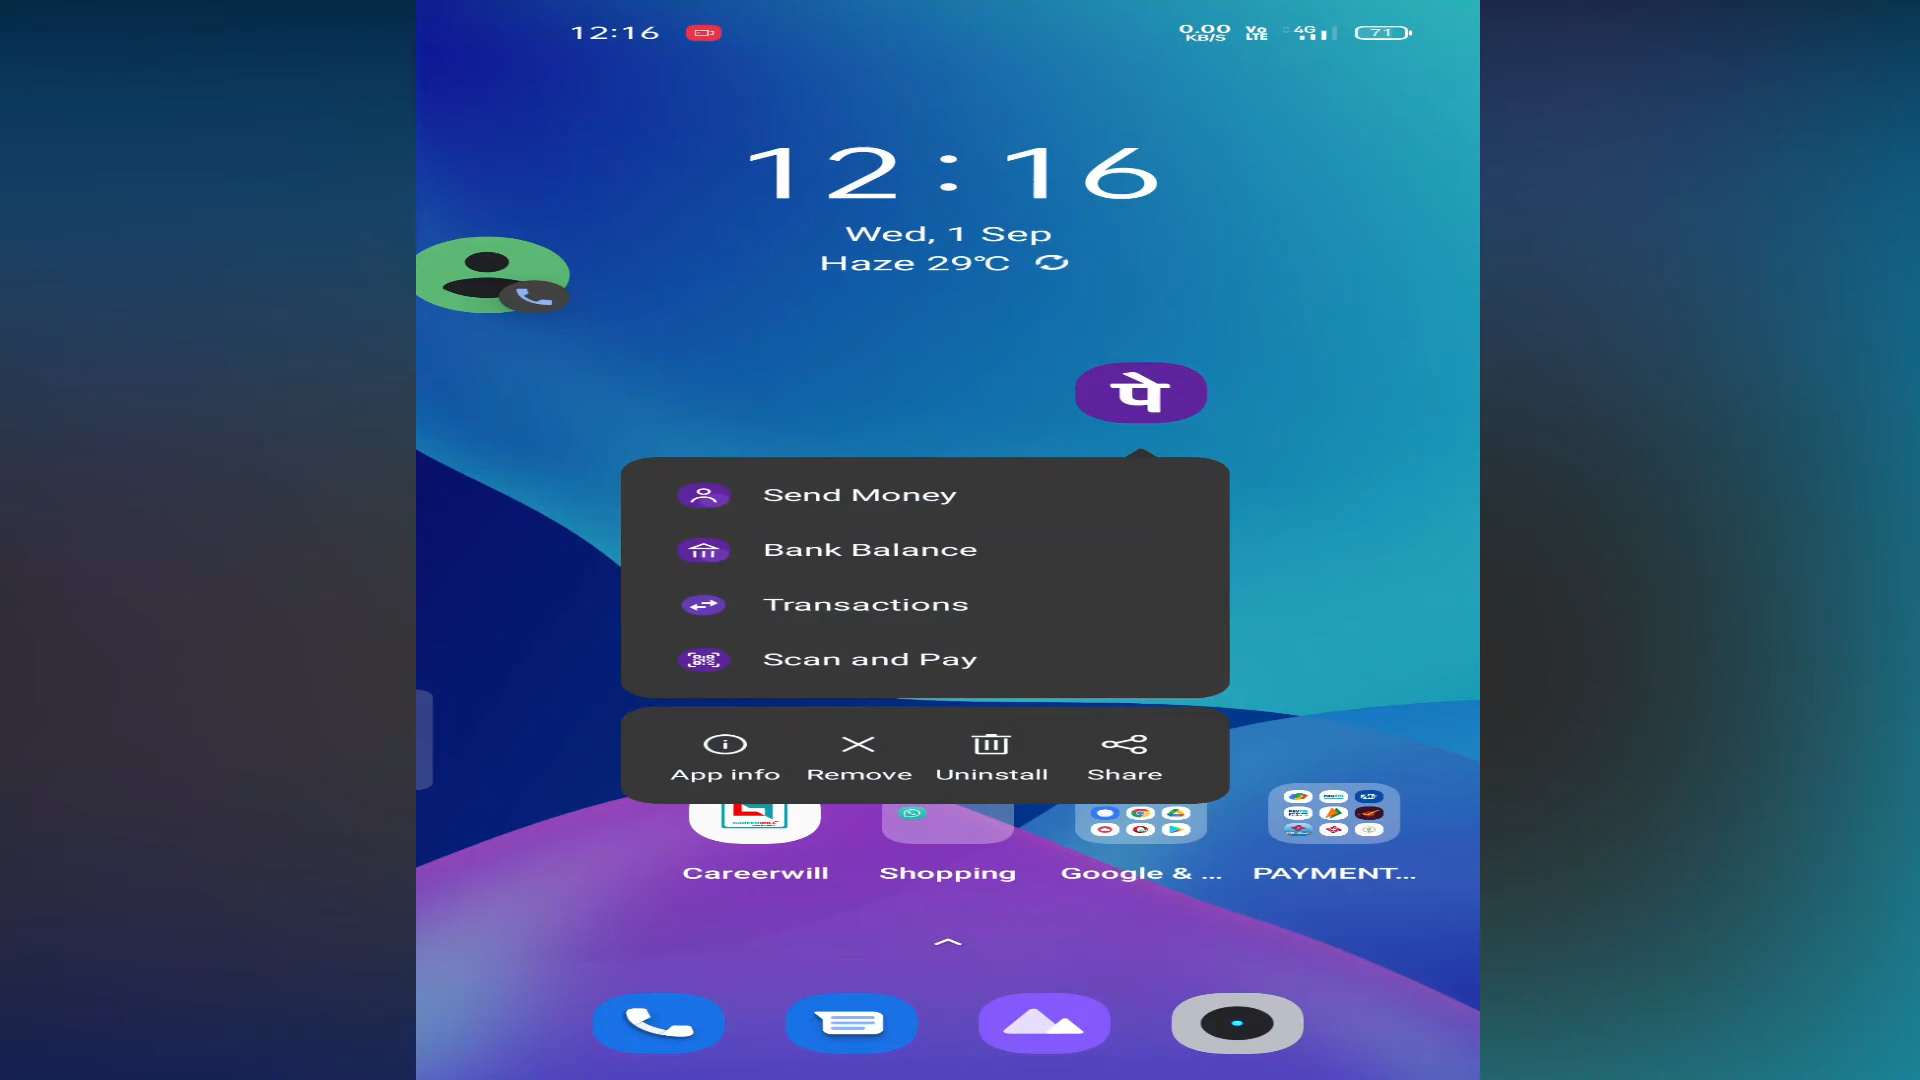 12:16
0.00
KB/S
Vo
LTE
4G
71
12:16
Wed, 1 Sep
Haze 29℃
पे
Send Money
Bank Balance
Transactions
Scan and Pay
App info
Remove
Uninstall
Share
Careerwill
Shopping
Google & ...
PAYMENT...